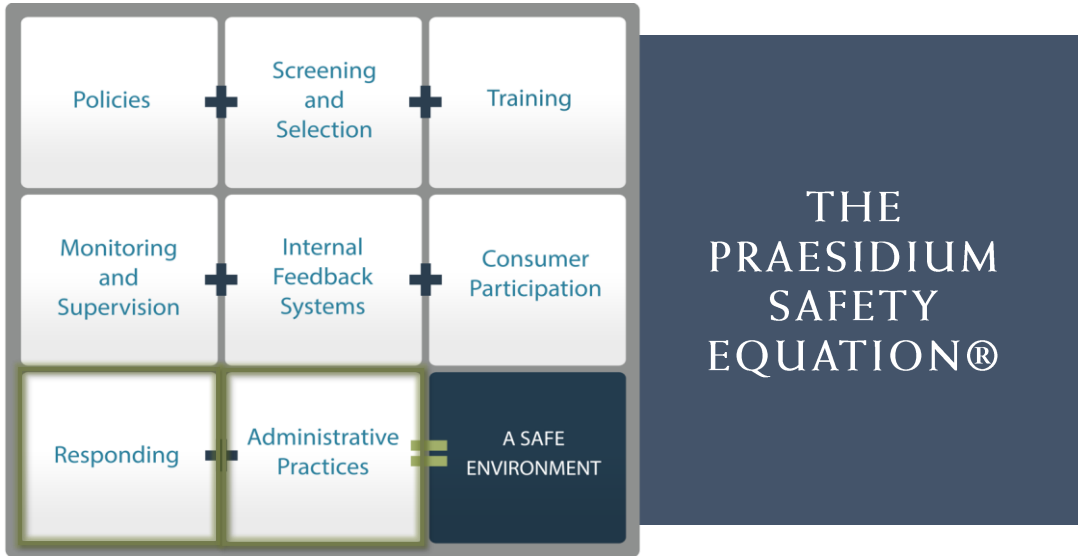 Policies
Screening
and
Selection
Training
Monitoring
and
Supervision
Internal
Feedback
Systems
Consumer
Participation
Responding
Administrative
Practices
A SAFE
ENVIRONMENT
THE
PRAESIDIUM
SAFETY
EQUATION®